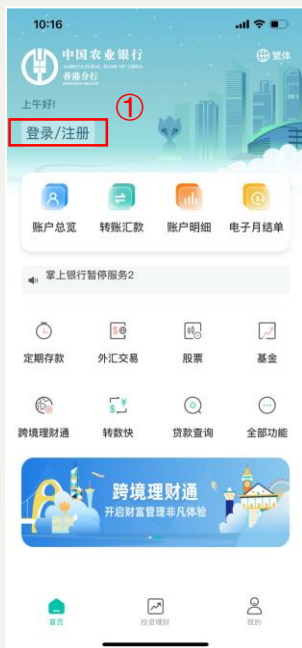 10:16
中国农业银行
AGRICULTURAL BANK OF CHINA
香港分行
繁体
上午好!
①
登录/注册
账户总览 转账汇款 账户明细 电子月结单
掌上银行暂停服务2
定期存款 外汇交易 股票 基金
跨境理财通 转数快 贷款查询 全部功能
跨境理财通
开启财富管理非凡体验
首页 投资理财 我的